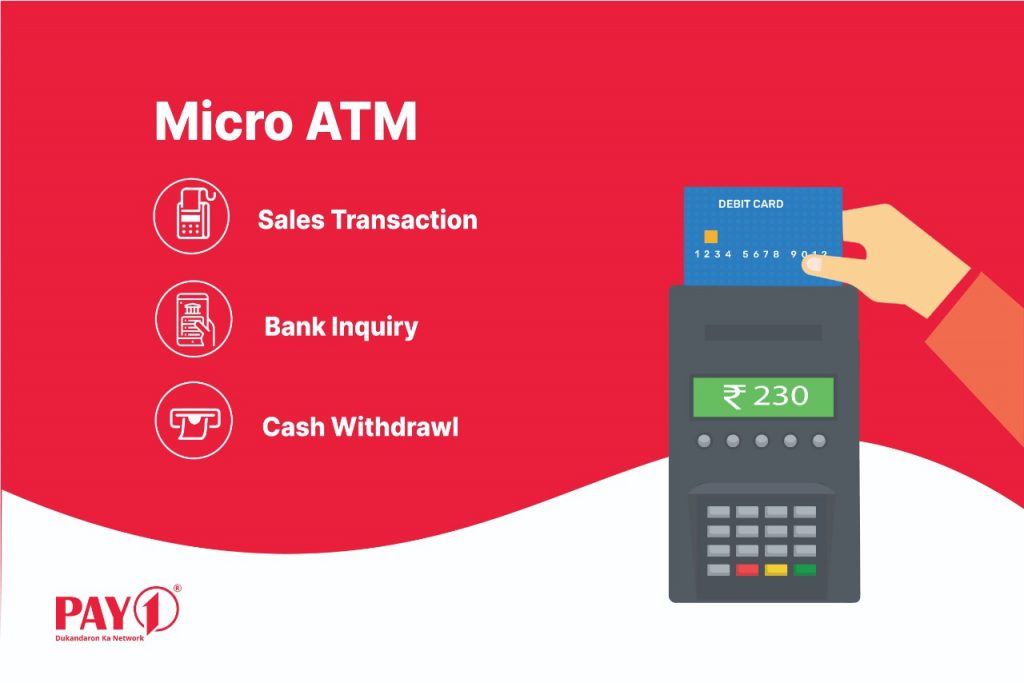 Micro ATM
Sales Transaction
Bank Inquiry
Cash Withdrawl
DEBIT CARD
1234 5678 9012
₹ 230
PAY1®
Dukandaron Ka Network